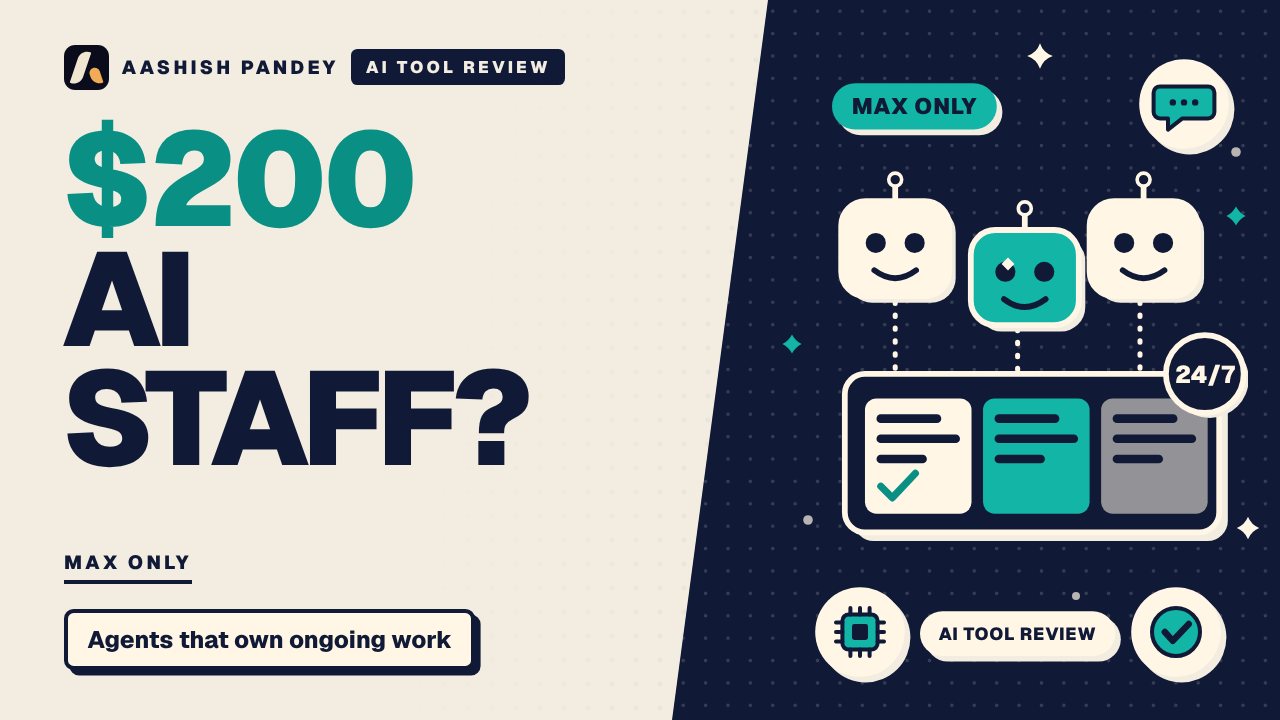 AASHISH PANDEY
AI TOOL REVIEW
$200
AI
STAFF?
MAX ONLY
Agents that own ongoing work
MAX ONLY
24/7
AI TOOL REVIEW